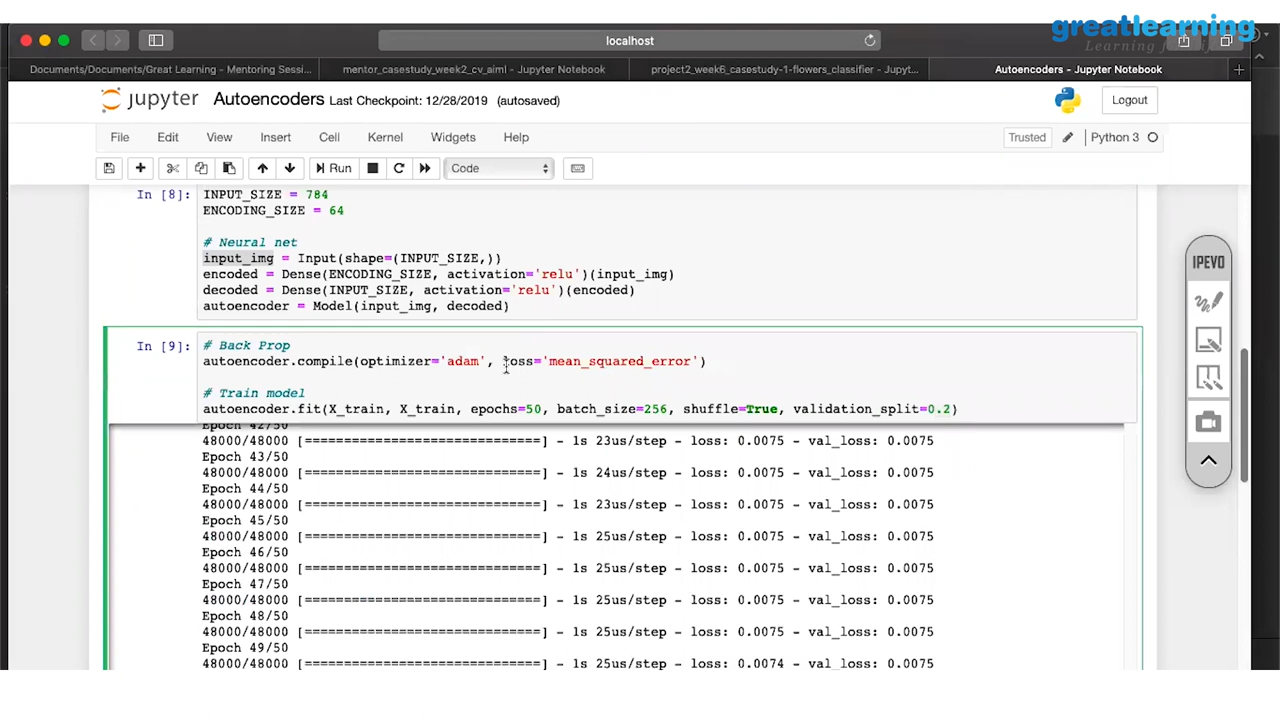 greatlearning
localhost
Documents/Documents/Great Learning - Mentoring Sessi...
mentor_casestudy_week2_cv_aiml - Jupyter Notebook
project2_week6_casestudy-1-flowers_classifier - Jupyt...
Autoencoders - Jupyter Notebook
jupyter Autoencoders Last Checkpoint: 12/28/2019 (autosaved)
Logout
File Edit View Insert Cell Kernel Widgets Help
Trusted
Python 3
Run
Code
In [8]: INPUT_SIZE = 784
ENCODING_SIZE = 64
# Neural net
input_img = Input(shape=(INPUT_SIZE,))
encoded = Dense(ENCODING_SIZE, activation='relu')(input_img)
decoded = Dense(INPUT_SIZE, activation='relu')(encoded)
autoencoder = Model(input_img, decoded)
In [9]: # Back Prop
autoencoder.compile(optimizer='adam', loss='mean_squared_error')
# Train model
autoencoder.fit(X_train, X_train, epochs=50, batch_size=256, shuffle=True, validation_split=0.2)
Epoch 42/50
48000/48000 [==============================] - 1s 23us/step - loss: 0.0075 - val_loss: 0.0075
Epoch 43/50
48000/48000 [==============================] - 1s 24us/step - loss: 0.0075 - val_loss: 0.0075
Epoch 44/50
48000/48000 [==============================] - 1s 23us/step - loss: 0.0075 - val_loss: 0.0075
Epoch 45/50
48000/48000 [==============================] - 1s 25us/step - loss: 0.0075 - val_loss: 0.0075
Epoch 46/50
48000/48000 [==============================] - 1s 25us/step - loss: 0.0075 - val_loss: 0.0075
Epoch 47/50
48000/48000 [==============================] - 1s 25us/step - loss: 0.0075 - val_loss: 0.0075
Epoch 48/50
48000/48000 [==============================] - 1s 25us/step - loss: 0.0075 - val_loss: 0.0075
Epoch 49/50
48000/48000 [==============================] - 1s 25us/step - loss: 0.0074 - val_loss: 0.0075
IPEVO